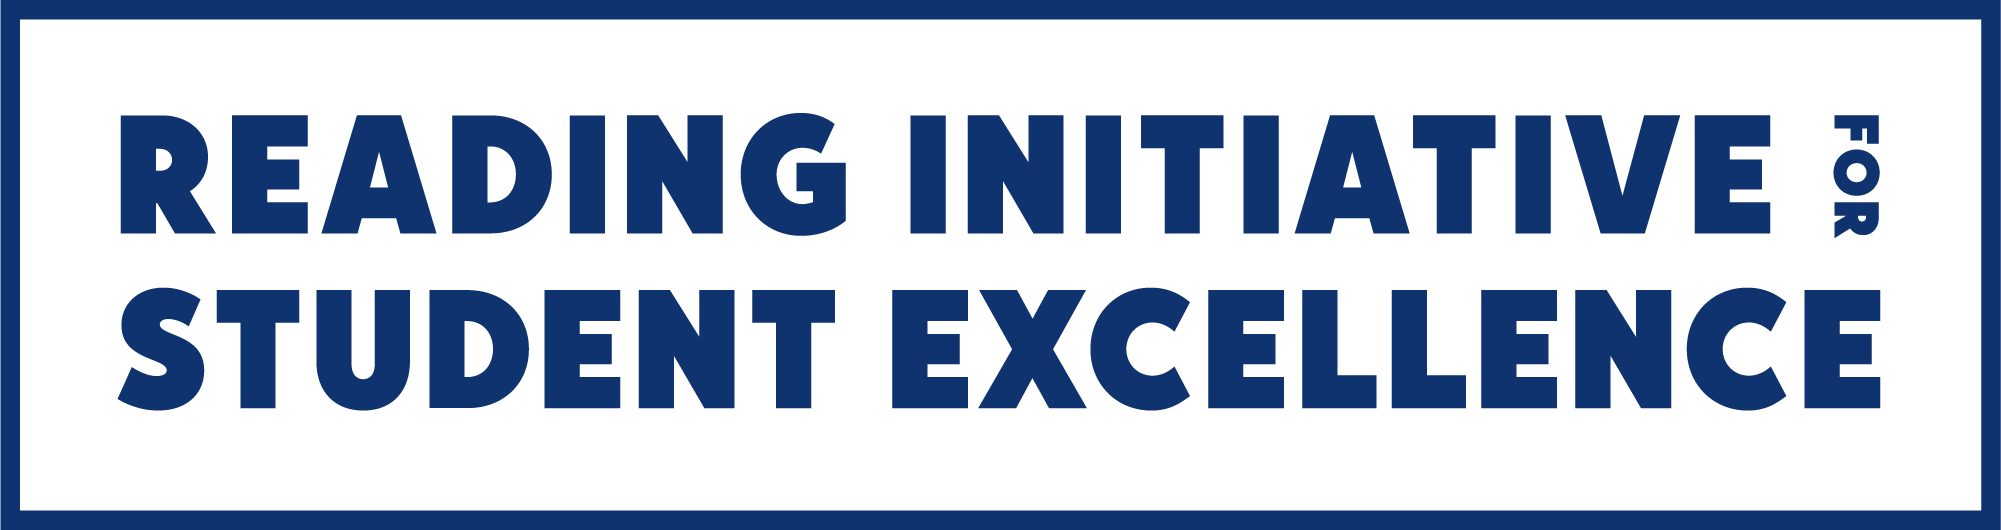 READING INITIATIVE FOR
STUDENT EXCELLENCE